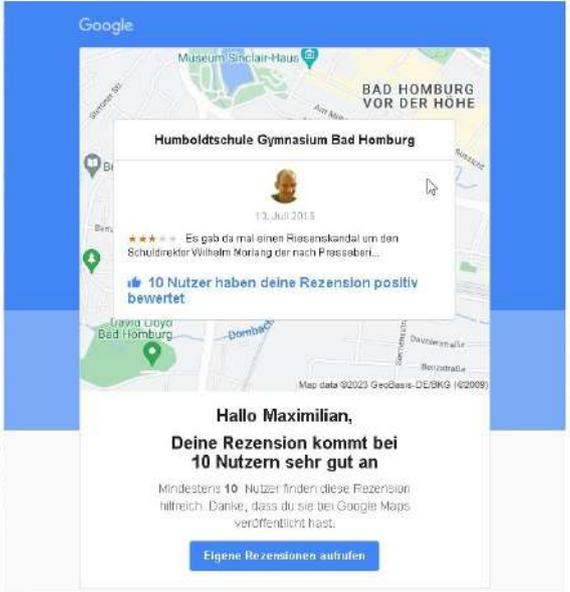 Google
Museum Sinclair-Haus
BAD HOMBURG
VOR DER HÖHE
Humboldtschule Gymnasium Bad Homburg
Es gab da mal einen Riesenskandal um den
Schuldirektor Wilhelm Morlang der nach Presseberi...
10 Nutzer haben deine Rezension positiv
bewertet
David Lloyd
Bad Homburg
Dornbach
Map data ©2023 GeoBasis-DE/BKG (©2009)
Hallo Maximilian,
Deine Rezension kommt bei
10 Nutzern sehr gut an
Mindestens 10 Nutzer finden diese Rezension
hilfreich. Danke, dass du sie bei Google Maps
veröffentlicht hast.
Eigene Rezensionen aufrufen